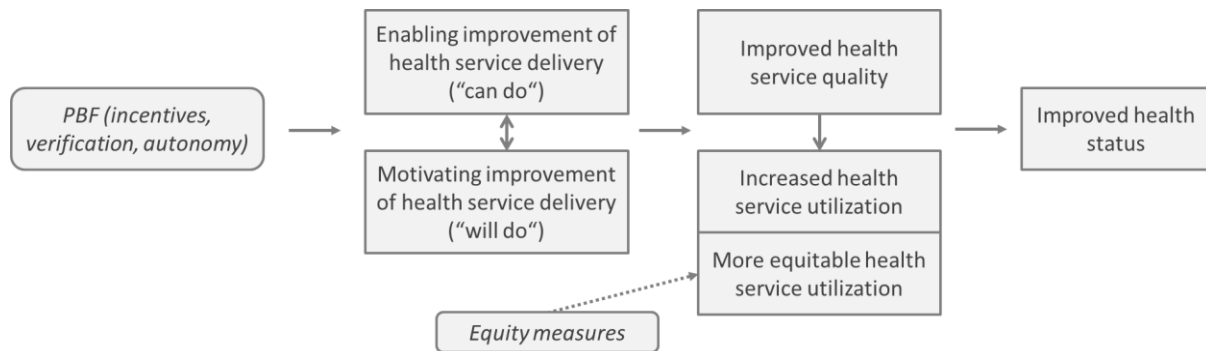 PBF (incentives,
verification, autonomy)
Enabling improvement of
health service delivery
(“can do“)
Motivating improvement
of health service delivery
(“will do“)
Equity measures
Improved health
service quality
Increased health
service utilization
More equitable health
service utilization
Improved health
status